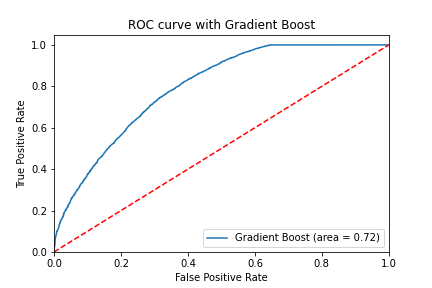 ROC curve with Gradient Boost
True Positive Rate
1.0
0.8
0.6
0.4
0.2
0.0
0.0 0.2 0.4 0.6 0.8 1.0
False Positive Rate
Gradient Boost (area = 0.72)